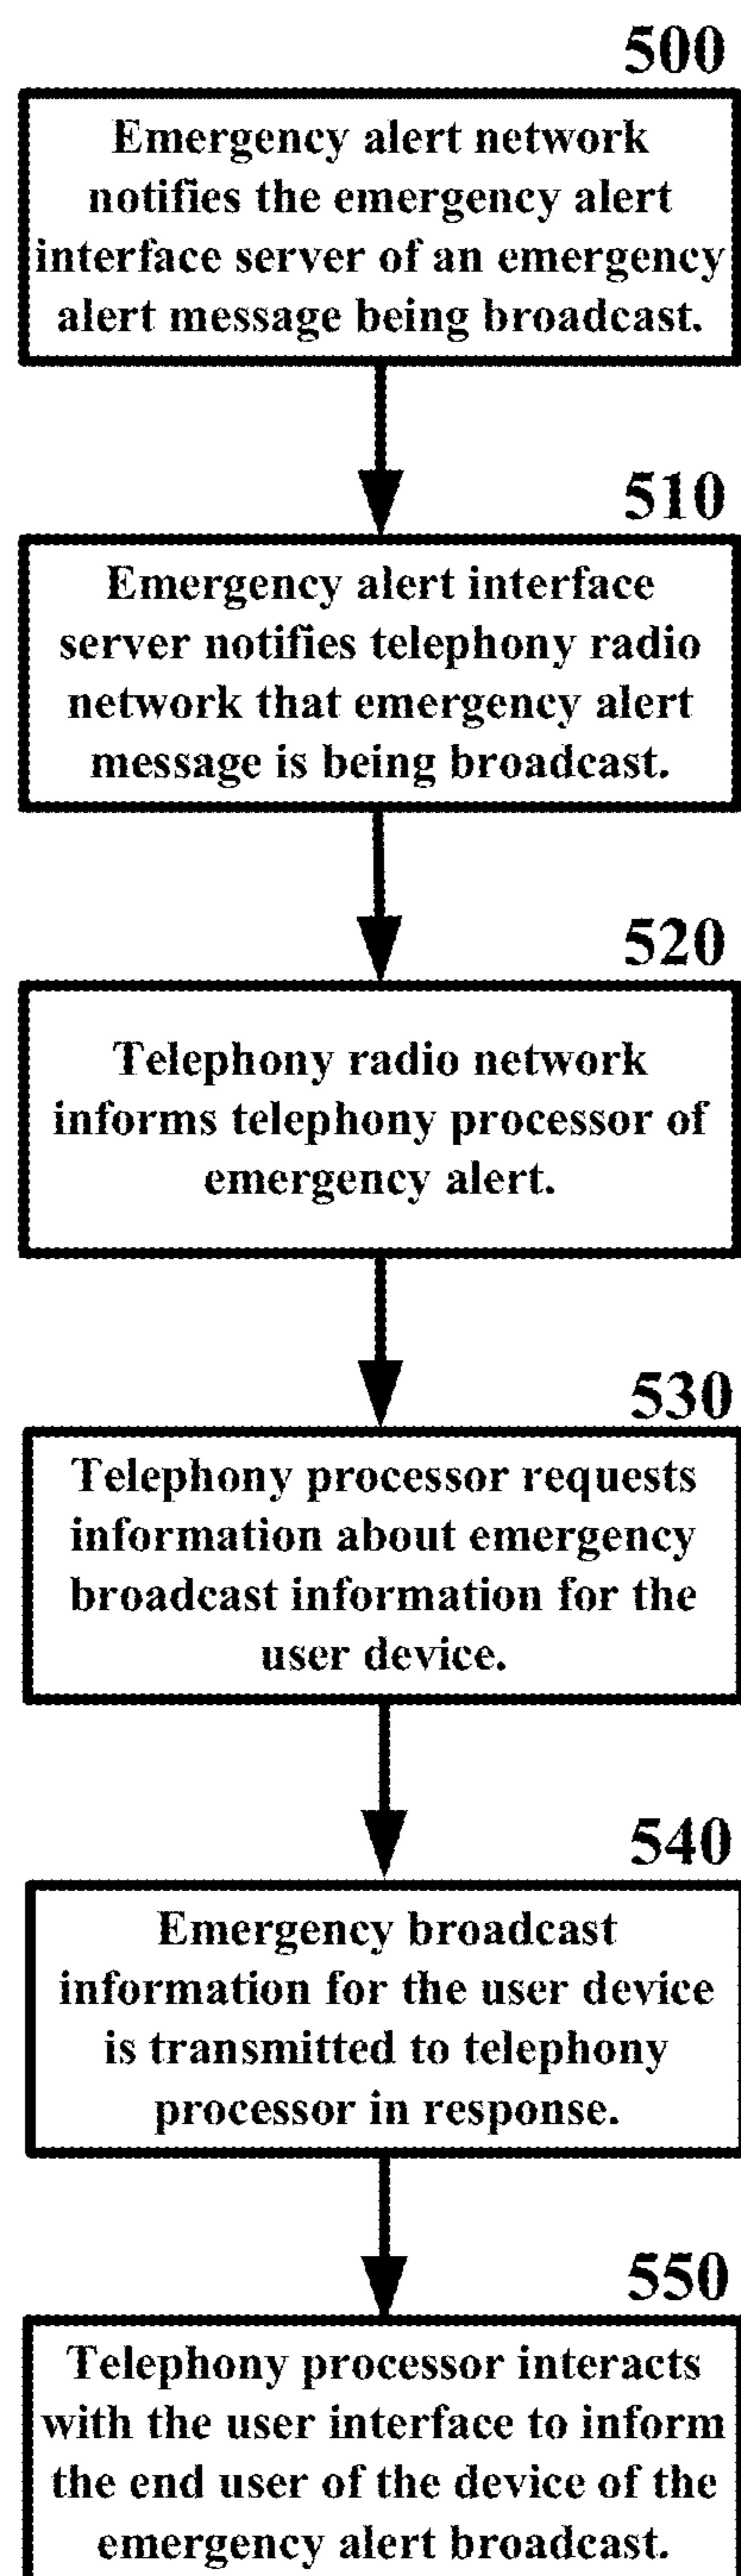 500
Emergency alert network
notifies the emergency alert
interface server of an emergency
alert message being broadcast.
510
Emergency alert interface
server notifies telephony radio
network that emergency alert
message is being broadcast.
520
Telephony radio network
informs telephony processor of
emergency alert.
530
Telephony processor requests
information about emergency
broadcast information for the
user device.
540
Emergency broadcast
information for the user device
is transmitted to telephony
processor in response.
550
Telephony processor interacts
with the user interface to inform
the end user of the device of the
emergency alert broadcast.